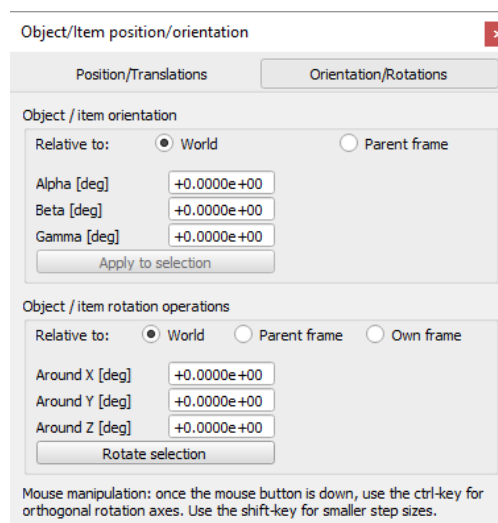 Object/Item position/orientation
Position/Translations Orientation/Rotations
Object / item orientation
Relative to: World Parent frame
Alpha [deg] +0.0000e+00
Beta [deg] +0.0000e+00
Gamma [deg] +0.0000e+00
Apply to selection
Object / item rotation operations
Relative to: World Parent frame Own frame
Around X [deg] +0.0000e+00
Around Y [deg] +0.0000e+00
Around Z [deg] +0.0000e+00
Rotate selection
Mouse manipulation: once the mouse button is down, use the ctrl-key for
orthogonal rotation axes. Use the shift-key for smaller step sizes.